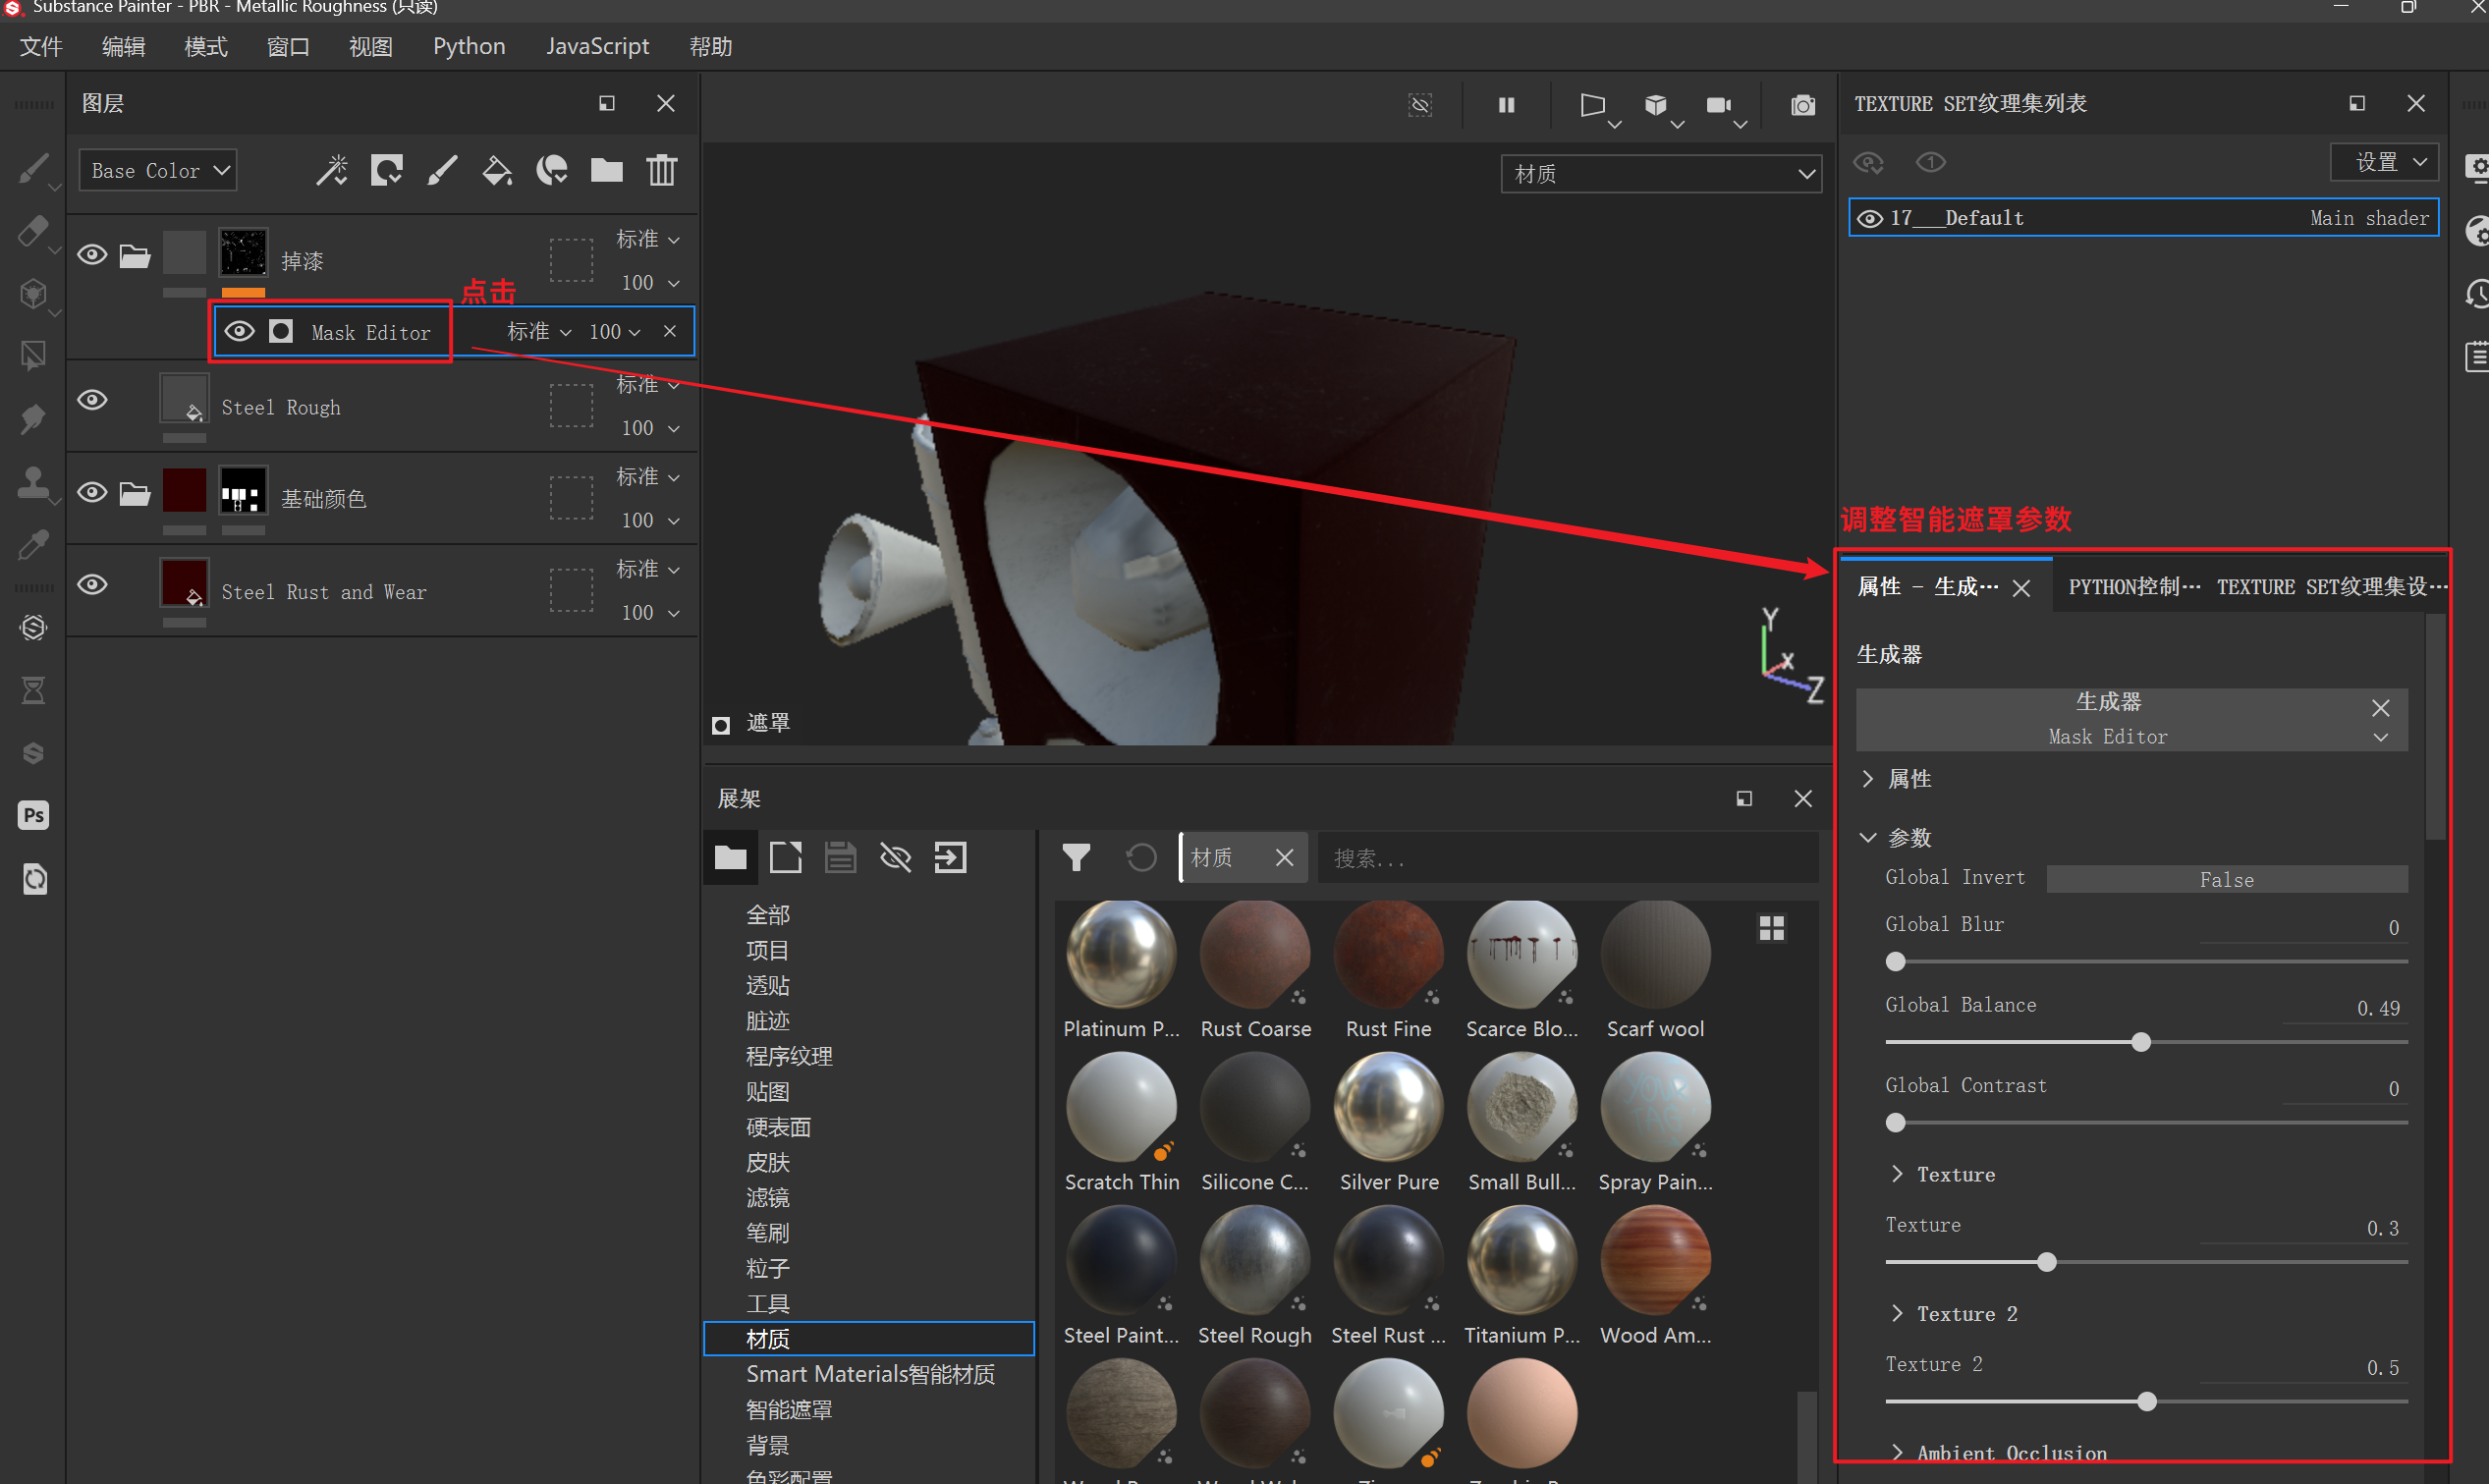 Substance Painter - PBR - Metallic Roughness (只读)
文件 编辑 模式 窗口 视图 Python JavaScript 帮助
图层
Base Color
掉漆
标准
100
点击
Mask Editor 标准 100
Steel Rough
标准
100
基础颜色
标准
100
Steel Rust and Wear
标准
100
材质
Y
X
Z
遮罩
TEXTURE SET纹理集列表
设置
17___Default Main shader
调整智能遮罩参数
属性 - 生成… PYTHON控制… TEXTURE SET纹理集设…
生成器
生成器
Mask Editor
属性
参数
Global Invert False
Global Blur 0
Global Balance 0.49
Global Contrast 0
Texture
Texture 0.3
Texture 2
Texture 2 0.5
Ambient Occlusion
Ps
展架
材质 搜索...
全部
项目
透贴
脏迹
程序纹理
贴图
硬表面
皮肤
滤镜
笔刷
粒子
工具
材质
Smart Materials智能材质
智能遮罩
背景
色彩配置
Platinum P... Rust Coarse Rust Fine Scarce Blo... Scarf wool
YOUR
TAG
Scratch Thin Silicone C... Silver Pure Small Bull... Spray Pain...
Steel Paint... Steel Rough Steel Rust ... Titanium P... Wood Am...